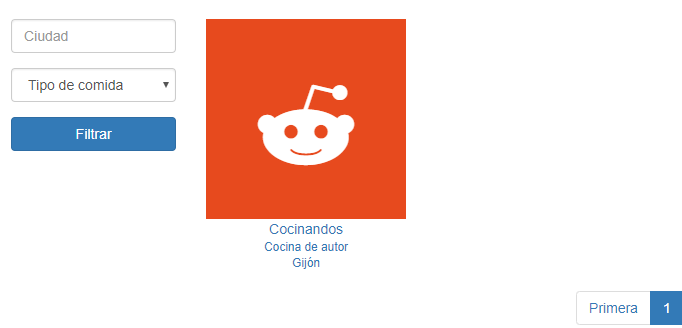 Ciudad
Tipo de comida
Filtrar
Cocinandos
Cocina de autor
Gijón
Primera 1